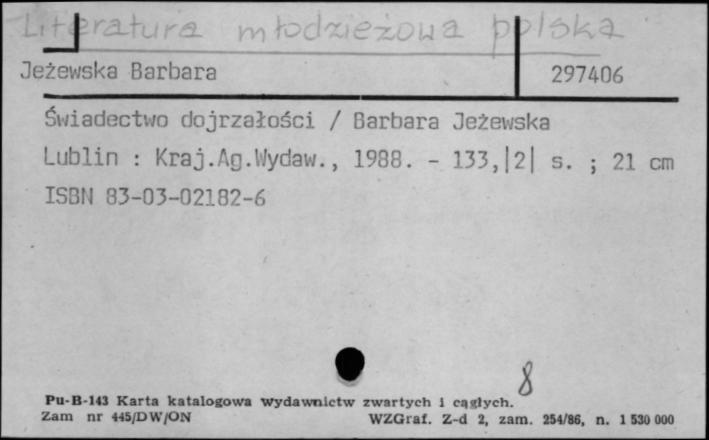 Literatura młodzieżowa polska
Jeżewska Barbara 297406
Świadectwo dojrzałości / Barbara Jeżewska
Lublin : Kraj.Ag.Wydaw., 1988. - 133,|2| s. ; 21 cm
ISBN 83-03-02182-6
8
Pu-B-143 Karta katalogowa wydawnictw zwartych i ciągłych.
Zam nr 445/DW/ON WZGraf. Z-d 2, zam. 254/86, n. 1 530 000